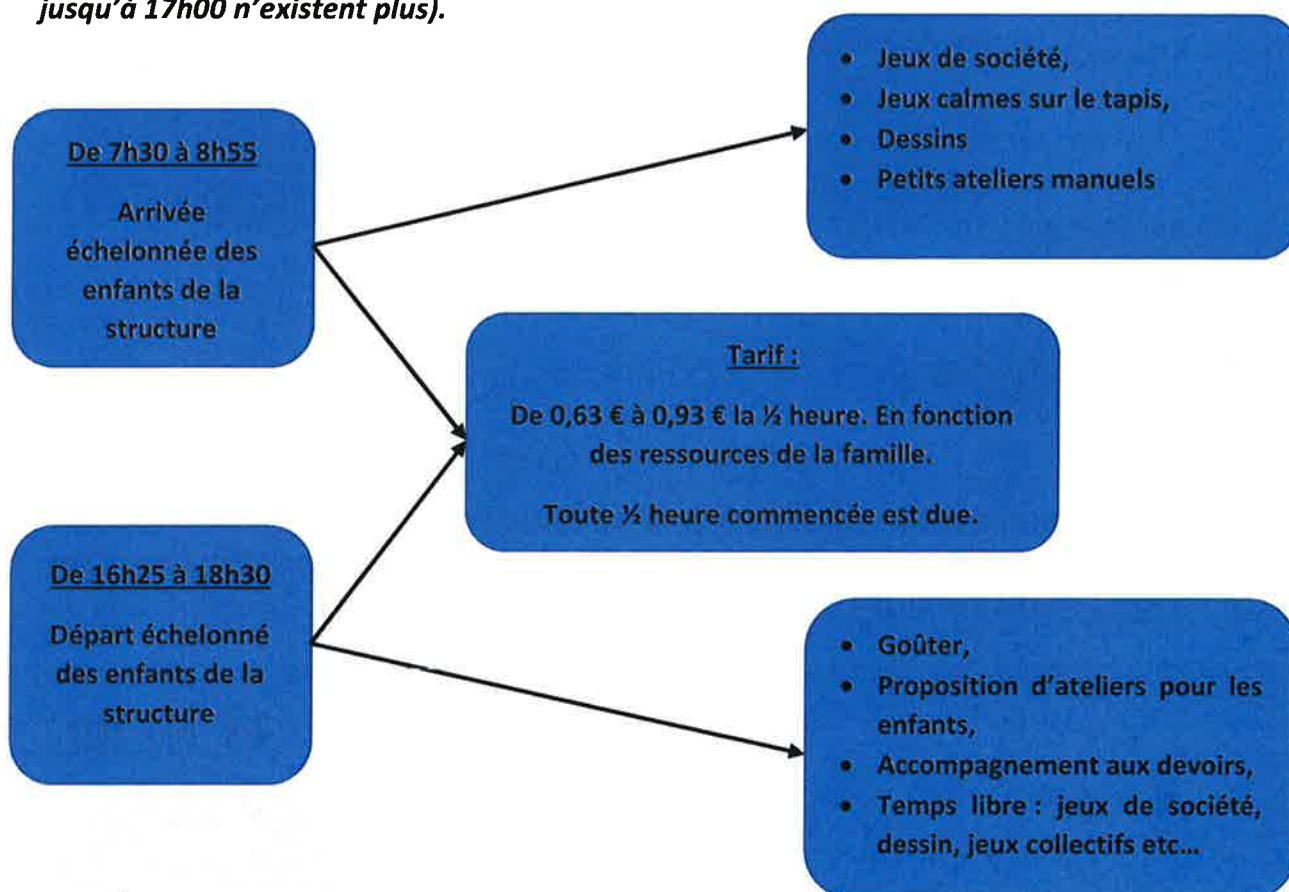 jusqu'à 17h00 n'existent plus).
De 7h30 à 8h55
Arrivée
échelonnée des
enfants de la
structure
• Jeux de société,
• Jeux calmes sur le tapis,
• Dessins
• Petits ateliers manuels
Tarif :
De 0,63 € à 0,93 € la ½ heure. En fonction
des ressources de la famille.
Toute ½ heure commencée est due.
De 16h25 à 18h30
Départ échelonné
des enfants de la
structure
• Goûter,
• Proposition d'ateliers pour les
enfants,
• Accompagnement aux devoirs,
• Temps libre : jeux de société,
dessin, jeux collectifs etc...